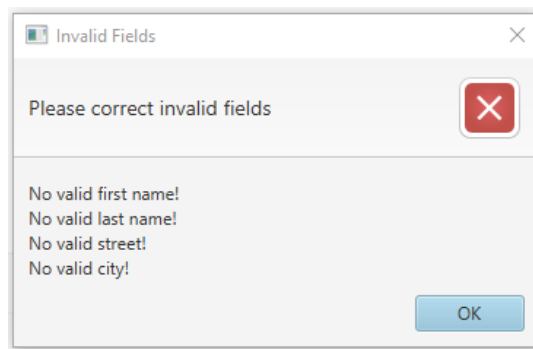 Invalid Fields
Please correct invalid fields
No valid first name!
No valid last name!
No valid street!
No valid city!
OK